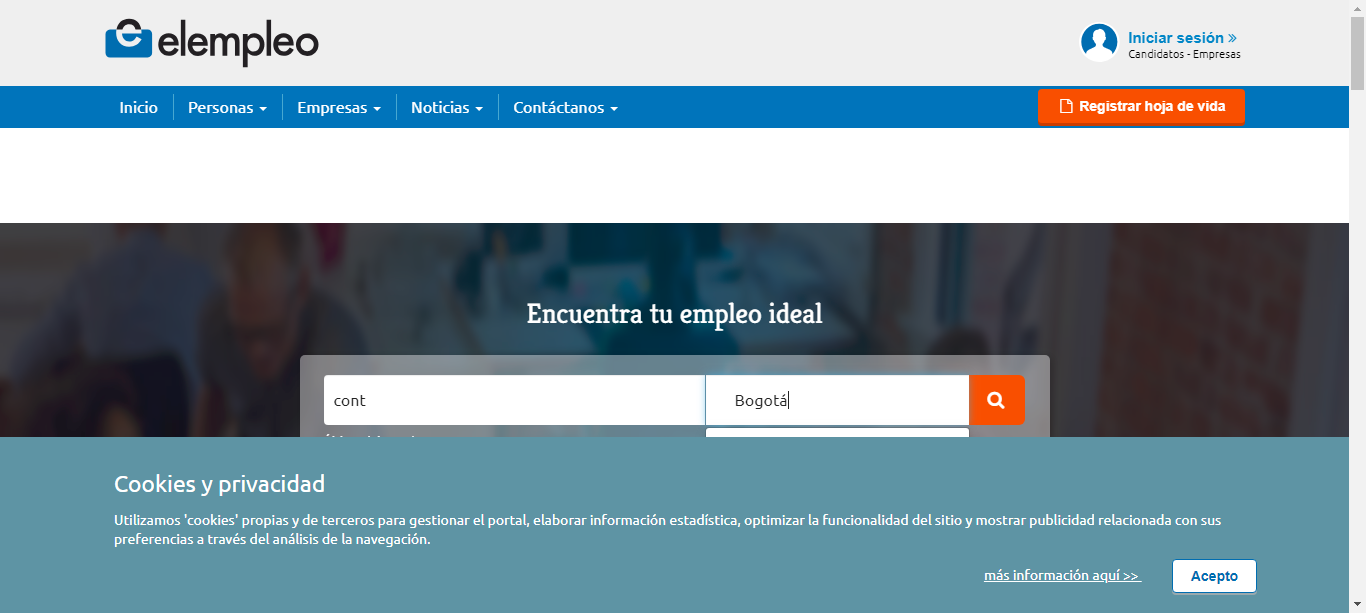 elempleo
Iniciar sesión »
Candidatos - Empresas
Inicio
Personas
Empresas
Noticias
Contáctanos
Registrar hoja de vida
Encuentra tu empleo ideal
cont
Bogotá
Cookies y privacidad
Utilizamos 'cookies' propias y de terceros para gestionar el portal, elaborar información estadística, optimizar la funcionalidad del sitio y mostrar publicidad relacionada con sus
preferencias a través del análisis de la navegación.
más información aquí >>
Acepto